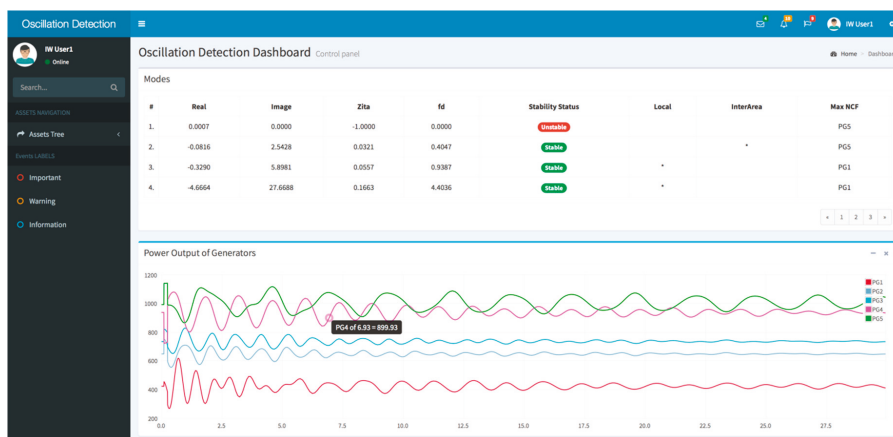 Oscillation Detection
4
10
9
IW User1
IW User1
Online
Search...
ASSETS NAVIGATION
Assets Tree
Events LABELS
Important
Warning
Information
Oscillation Detection Dashboard Control panel
Home > Dashboar
Modes
# Real Image Zita fd Stability Status Local InterArea Max NCF
1. 0.0007 0.0000 -1.0000 0.0000 Unstable PG5
2. -0.0816 2.5428 0.0321 0.4047 Stable * PG5
3. -0.3290 5.8981 0.0557 0.9387 Stable * PG1
4. -4.6664 27.6688 0.1663 4.4036 Stable * PG1
« 1 2 3 »
Power Output of Generators
1200
1000
800
600
400
200
0.0 2.5 5.0 7.5 10.0 12.5 15.0 17.5 20.0 22.5 25.0 27.5
PG4 of 6.93 = 899.93
PG1
PG2
PG3
PG4
PG5